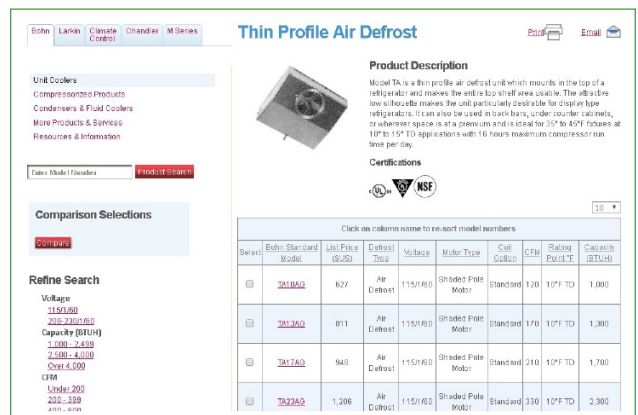 Bohn Larkin Climate Control Chandler M Series
Thin Profile Air Defrost
Print Email
Unit Coolers
Compressorized Products
Condensers & Fluid Coolers
More Products & Services
Resources & Information
Enter Model Number Product Search
Comparison Selections
Compare
Refine Search
Voltage
115/1/60
208-230/1/60
Capacity (BTUH)
1,000 - 2,499
2,500 - 4,000
Over 4,000
CFM
Under 200
200 - 399
400 - 600
Product Description
Model TA is a thin profile air defrost unit which mounts in the top of a
refrigerator and makes the entire top shelf area usable. The attractive
low silhouette makes the unit particularly desirable for display type
refrigerators. It can also be used in back bars, under counter cabinets,
or wherever space is at a premium and is ideal for 35° to 45°F fixtures at
10° to 15° TD applications with 16 hours maximum compressor run
time per day.
Certifications
UL NSF
10
Click on column name to re-sort model numbers
Select Bohn Standard Model List Price ($US) Defrost Type Voltage Motor Type Coil Option CFM Rating Point °F Capacity (BTUH)
TA10AG 627 Air Defrost 115/1/60 Shaded Pole Motor Standard 120 10°F TD 1,000
TA13AG 811 Air Defrost 115/1/60 Shaded Pole Motor Standard 170 10°F TD 1,300
TA17AG 948 Air Defrost 115/1/60 Shaded Pole Motor Standard 210 10°F TD 1,700
TA23AG 1,206 Air Defrost 115/1/60 Shaded Pole Motor Standard 330 10°F TD 2,300